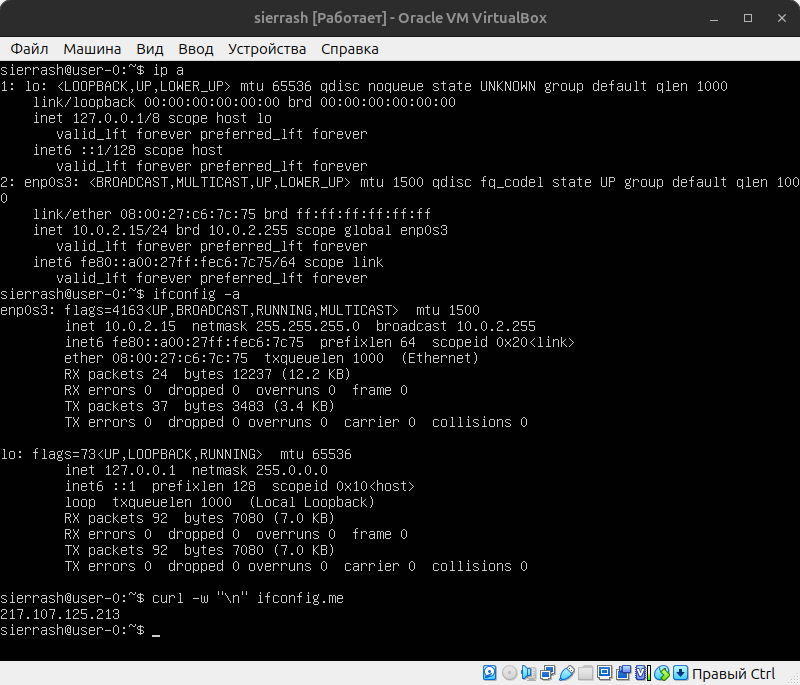 sierrash [Работает] - Oracle VM VirtualBox
Файл Машина Вид Ввод Устройства Справка
sierrash@user-0:~$ ip a
1: lo: <LOOPBACK,UP,LOWER_UP> mtu 65536 qdisc noqueue state UNKNOWN group default qlen 1000
    link/loopback 00:00:00:00:00:00 brd 00:00:00:00:00:00
    inet 127.0.0.1/8 scope host lo
       valid_lft forever preferred_lft forever
    inet6 ::1/128 scope host
       valid_lft forever preferred_lft forever
2: enp0s3: <BROADCAST,MULTICAST,UP,LOWER_UP> mtu 1500 qdisc fq_codel state UP group default qlen 100
0
    link/ether 08:00:27:c6:7c:75 brd ff:ff:ff:ff:ff:ff
    inet 10.0.2.15/24 brd 10.0.2.255 scope global enp0s3
       valid_lft forever preferred_lft forever
    inet6 fe80::a00:27ff:fec6:7c75/64 scope link
       valid_lft forever preferred_lft forever
sierrash@user-0:~$ ifconfig -a
enp0s3: flags=4163<UP,BROADCAST,RUNNING,MULTICAST>  mtu 1500
        inet 10.0.2.15  netmask 255.255.255.0  broadcast 10.0.2.255
        inet6 fe80::a00:27ff:fec6:7c75  prefixlen 64  scopeid 0x20<link>
        ether 08:00:27:c6:7c:75  txqueuelen 1000  (Ethernet)
        RX packets 24  bytes 12237 (12.2 KB)
        RX errors 0  dropped 0  overruns 0  frame 0
        TX packets 37  bytes 3483 (3.4 KB)
        TX errors 0  dropped 0 overruns 0  carrier 0  collisions 0
lo: flags=73<UP,LOOPBACK,RUNNING>  mtu 65536
        inet 127.0.0.1  netmask 255.0.0.0
        inet6 ::1  prefixlen 128  scopeid 0x10<host>
        loop  txqueuelen 1000  (Local Loopback)
        RX packets 92  bytes 7080 (7.0 KB)
        RX errors 0  dropped 0  overruns 0  frame 0
        TX packets 92  bytes 7080 (7.0 KB)
        TX errors 0  dropped 0 overruns 0  carrier 0  collisions 0
sierrash@user-0:~$ curl -w "\n" ifconfig.me
217.107.125.213
sierrash@user-0:~$ _
Правый Ctrl